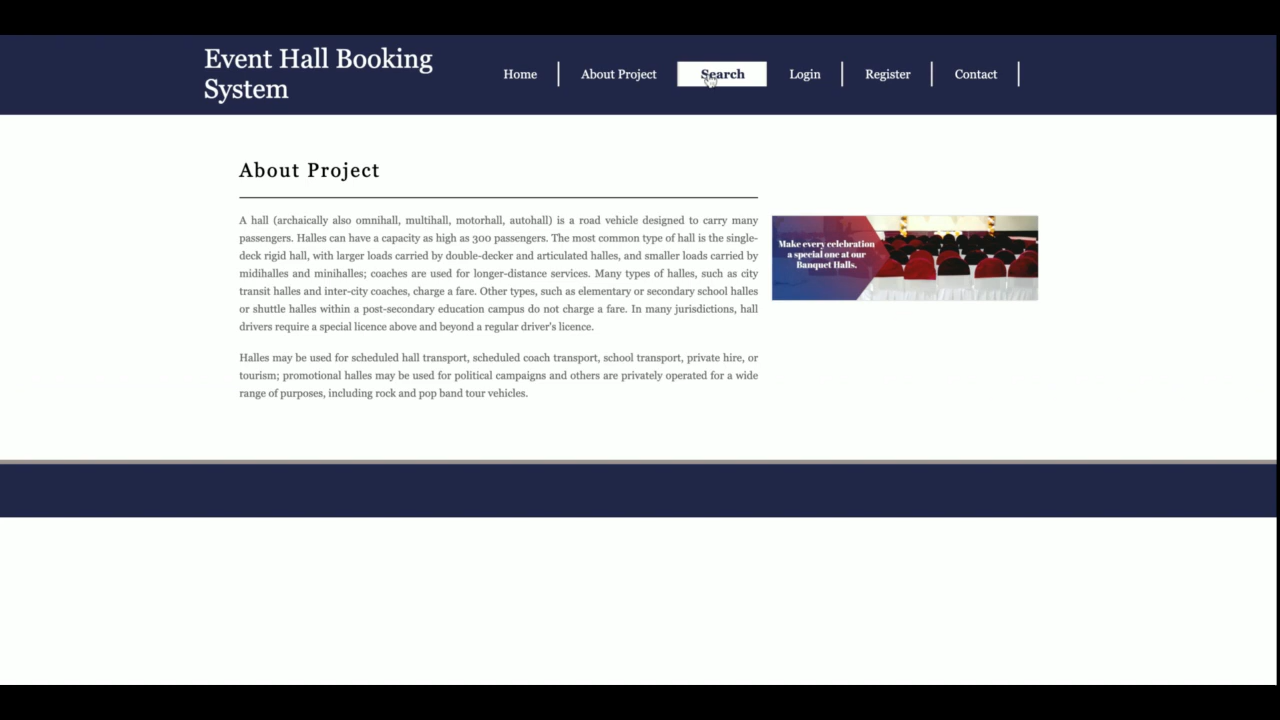 Event Hall Booking
System
Home
About Project
Search
Login
Register
Contact
About Project
A hall (archaically also omnihall, multihall, motorhall, autohall) is a road vehicle designed to carry many
passengers. Halles can have a capacity as high as 300 passengers. The most common type of hall is the single-
deck rigid hall, with larger loads carried by double-decker and articulated halles, and smaller loads carried by
midihalles and minihalles; coaches are used for longer-distance services. Many types of halles, such as city
transit halles and inter-city coaches, charge a fare. Other types, such as elementary or secondary school halles
or shuttle halles within a post-secondary education campus do not charge a fare. In many jurisdictions, hall
drivers require a special licence above and beyond a regular driver's licence.
Halles may be used for scheduled hall transport, scheduled coach transport, school transport, private hire, or
tourism; promotional halles may be used for political campaigns and others are privately operated for a wide
range of purposes, including rock and pop band tour vehicles.
Make every celebration
a special one at our
Banquet Halls.